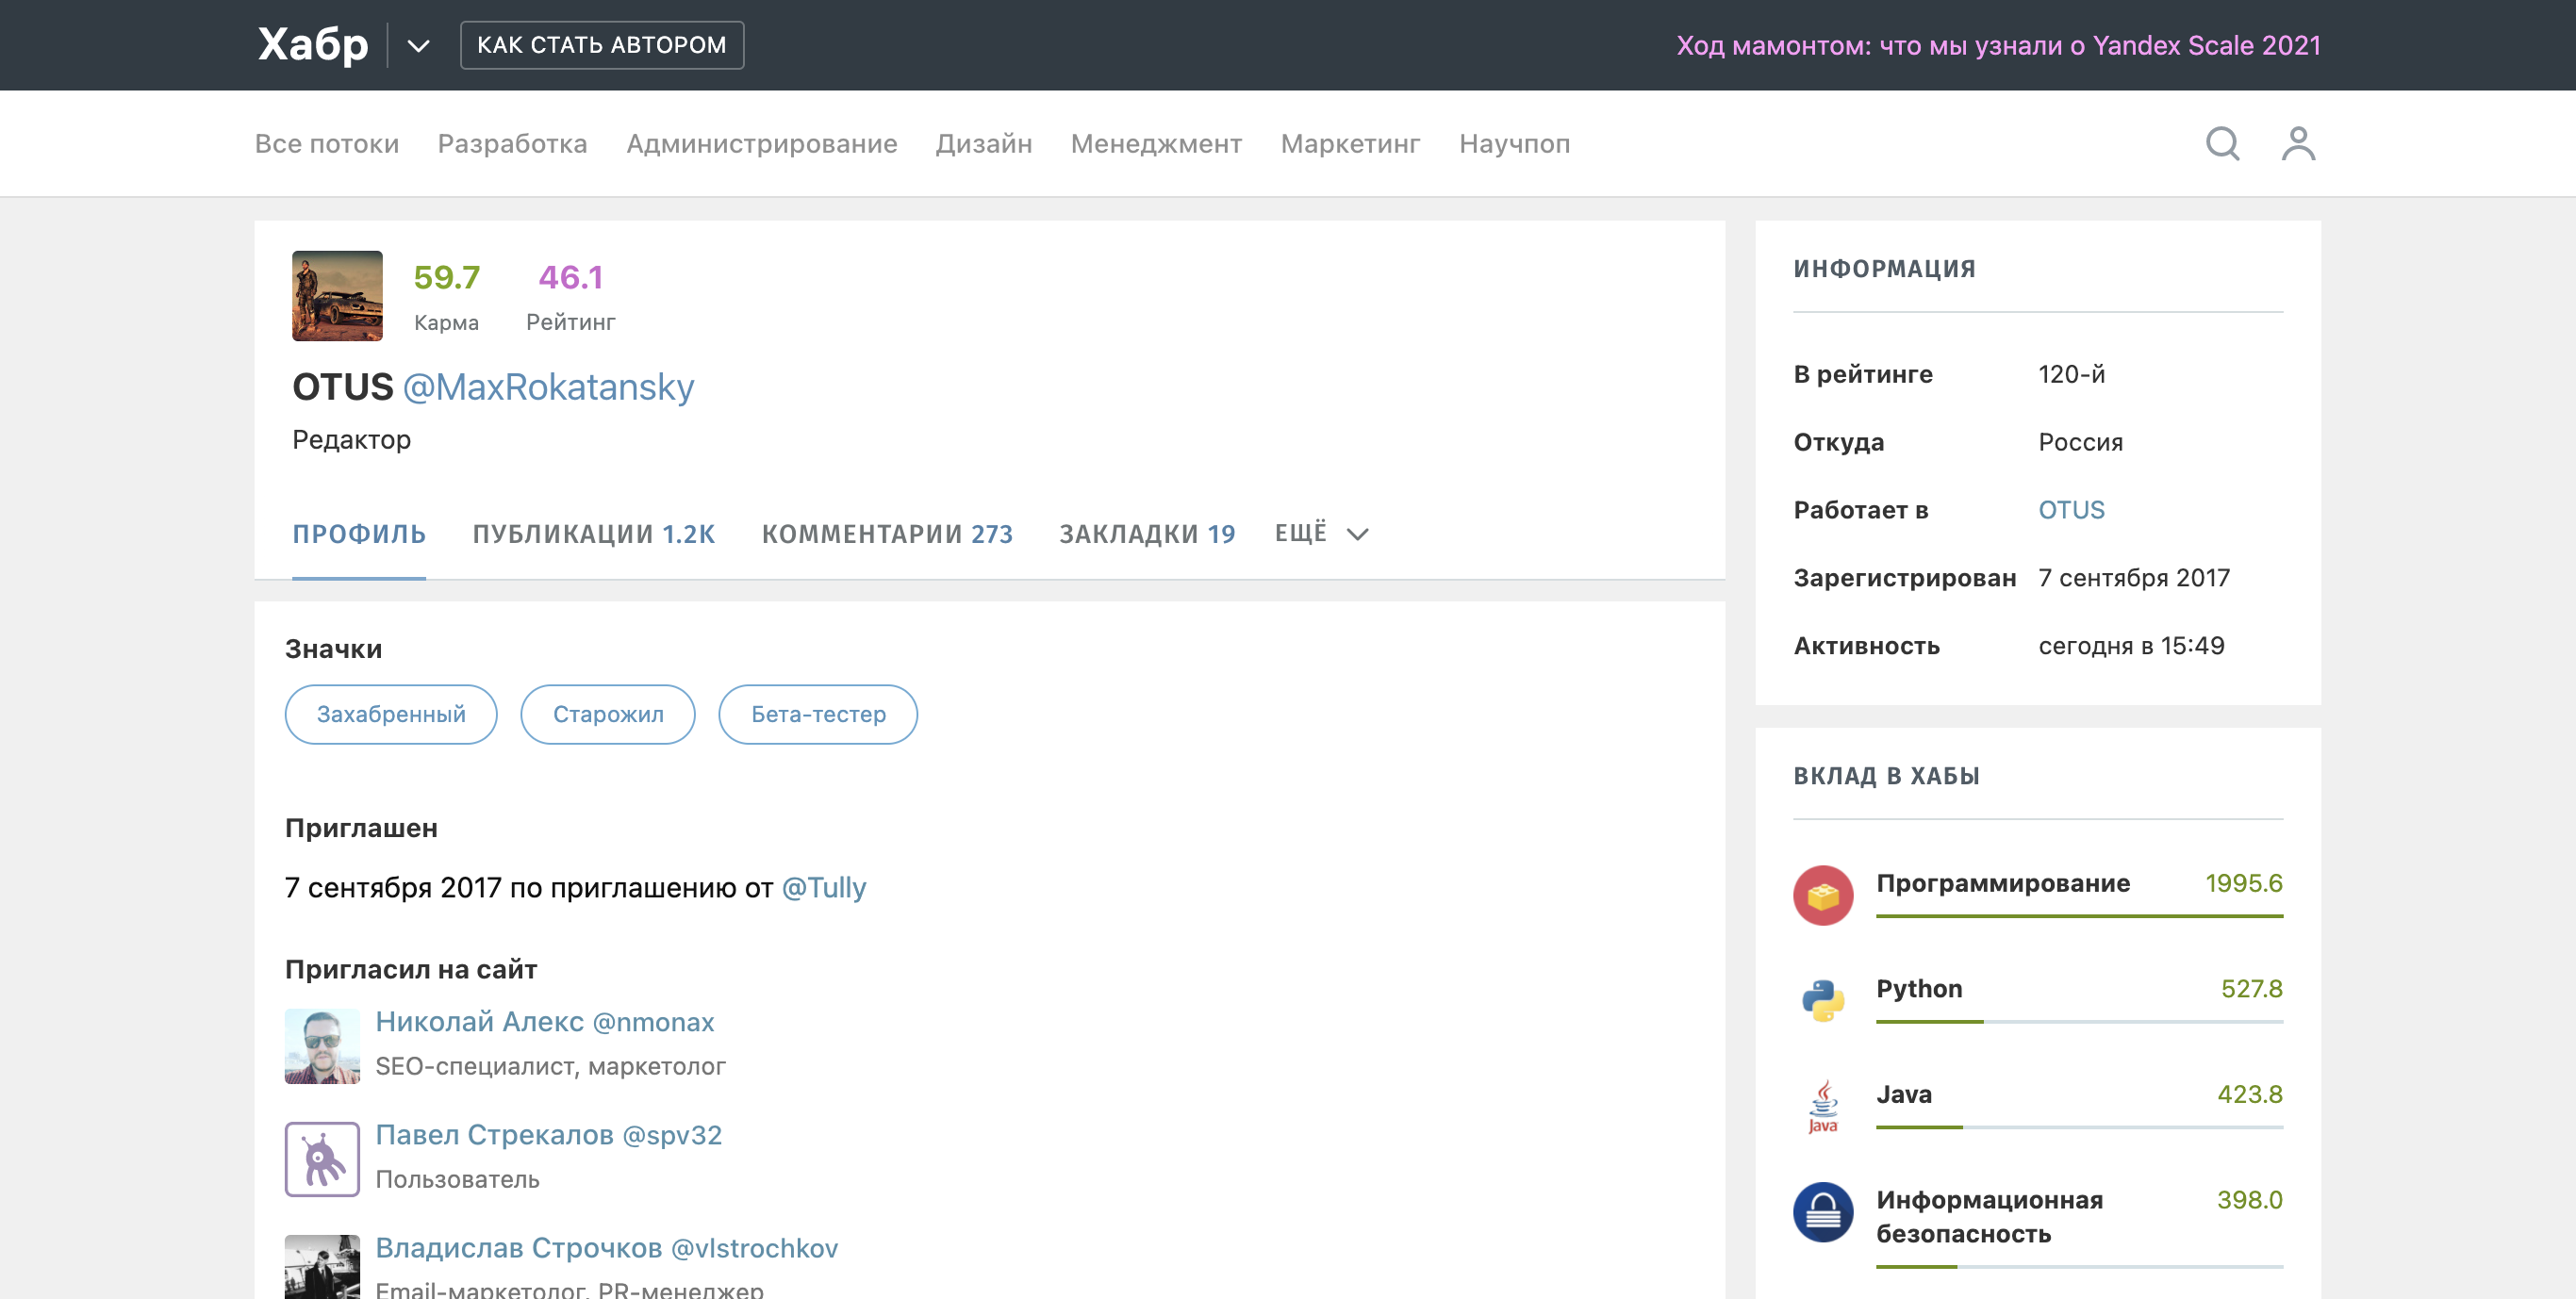 Хабр
КАК СТАТЬ АВТОРОМ
Ход мамонтом: что мы узнали о Yandex Scale 2021
Все потоки Разработка Администрирование Дизайн Менеджмент Маркетинг Научпоп
59.7 46.1
Карма Рейтинг
OTUS @MaxRokatansky
Редактор
ПРОФИЛЬ ПУБЛИКАЦИИ 1.2K КОММЕНТАРИИ 273 ЗАКЛАДКИ 19 ЕЩЁ
Значки
Захабренный Старожил Бета-тестер
Приглашен
7 сентября 2017 по приглашению от @Tully
Пригласил на сайт
Николай Алекс @nmonax
SEO-специалист, маркетолог
Павел Стрекалов @spv32
Пользователь
Владислав Строчков @vlstrochkov
Email-маркетолог, PR-менеджер
ИНФОРМАЦИЯ
В рейтинге 120-й
Откуда Россия
Работает в OTUS
Зарегистрирован 7 сентября 2017
Активность сегодня в 15:49
ВКЛАД В ХАБЫ
Программирование 1995.6
Python 527.8
Java 423.8
Java
Информационная 398.0
безопасность